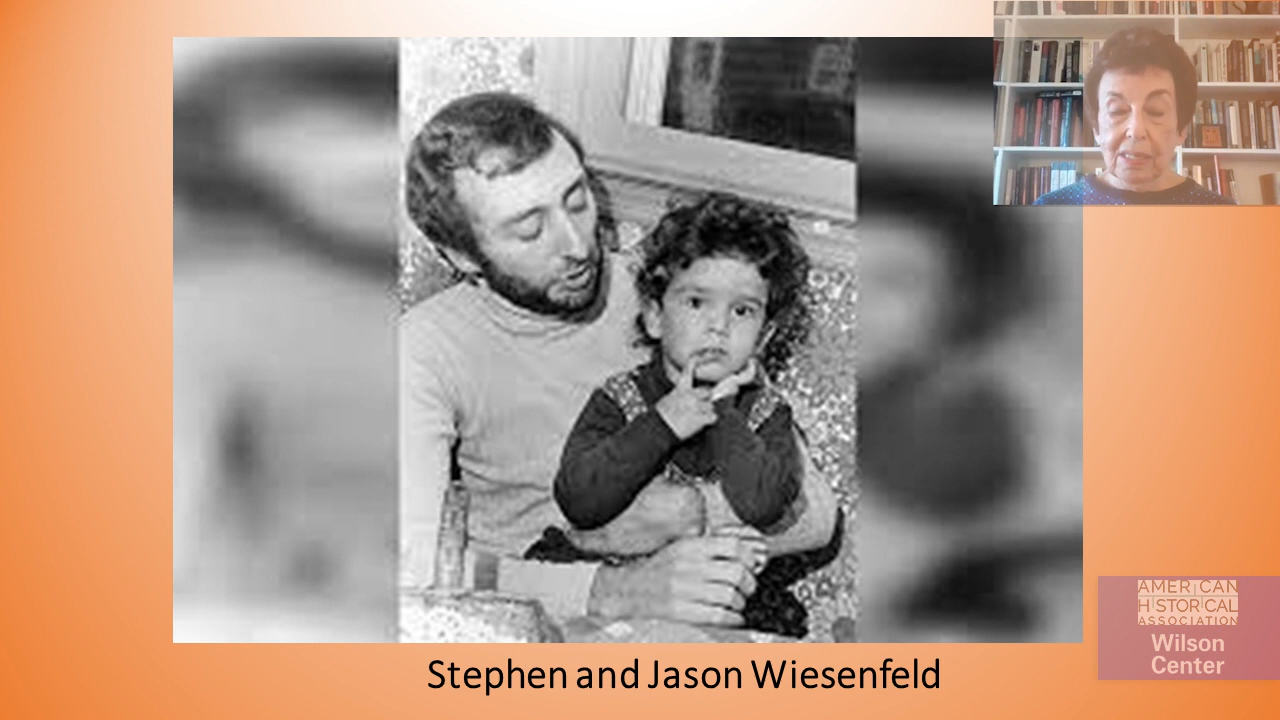 Stephen and Jason Wiesenfeld
AMERICAN
HISTORICAL
ASSOCIATION
Wilson
Center